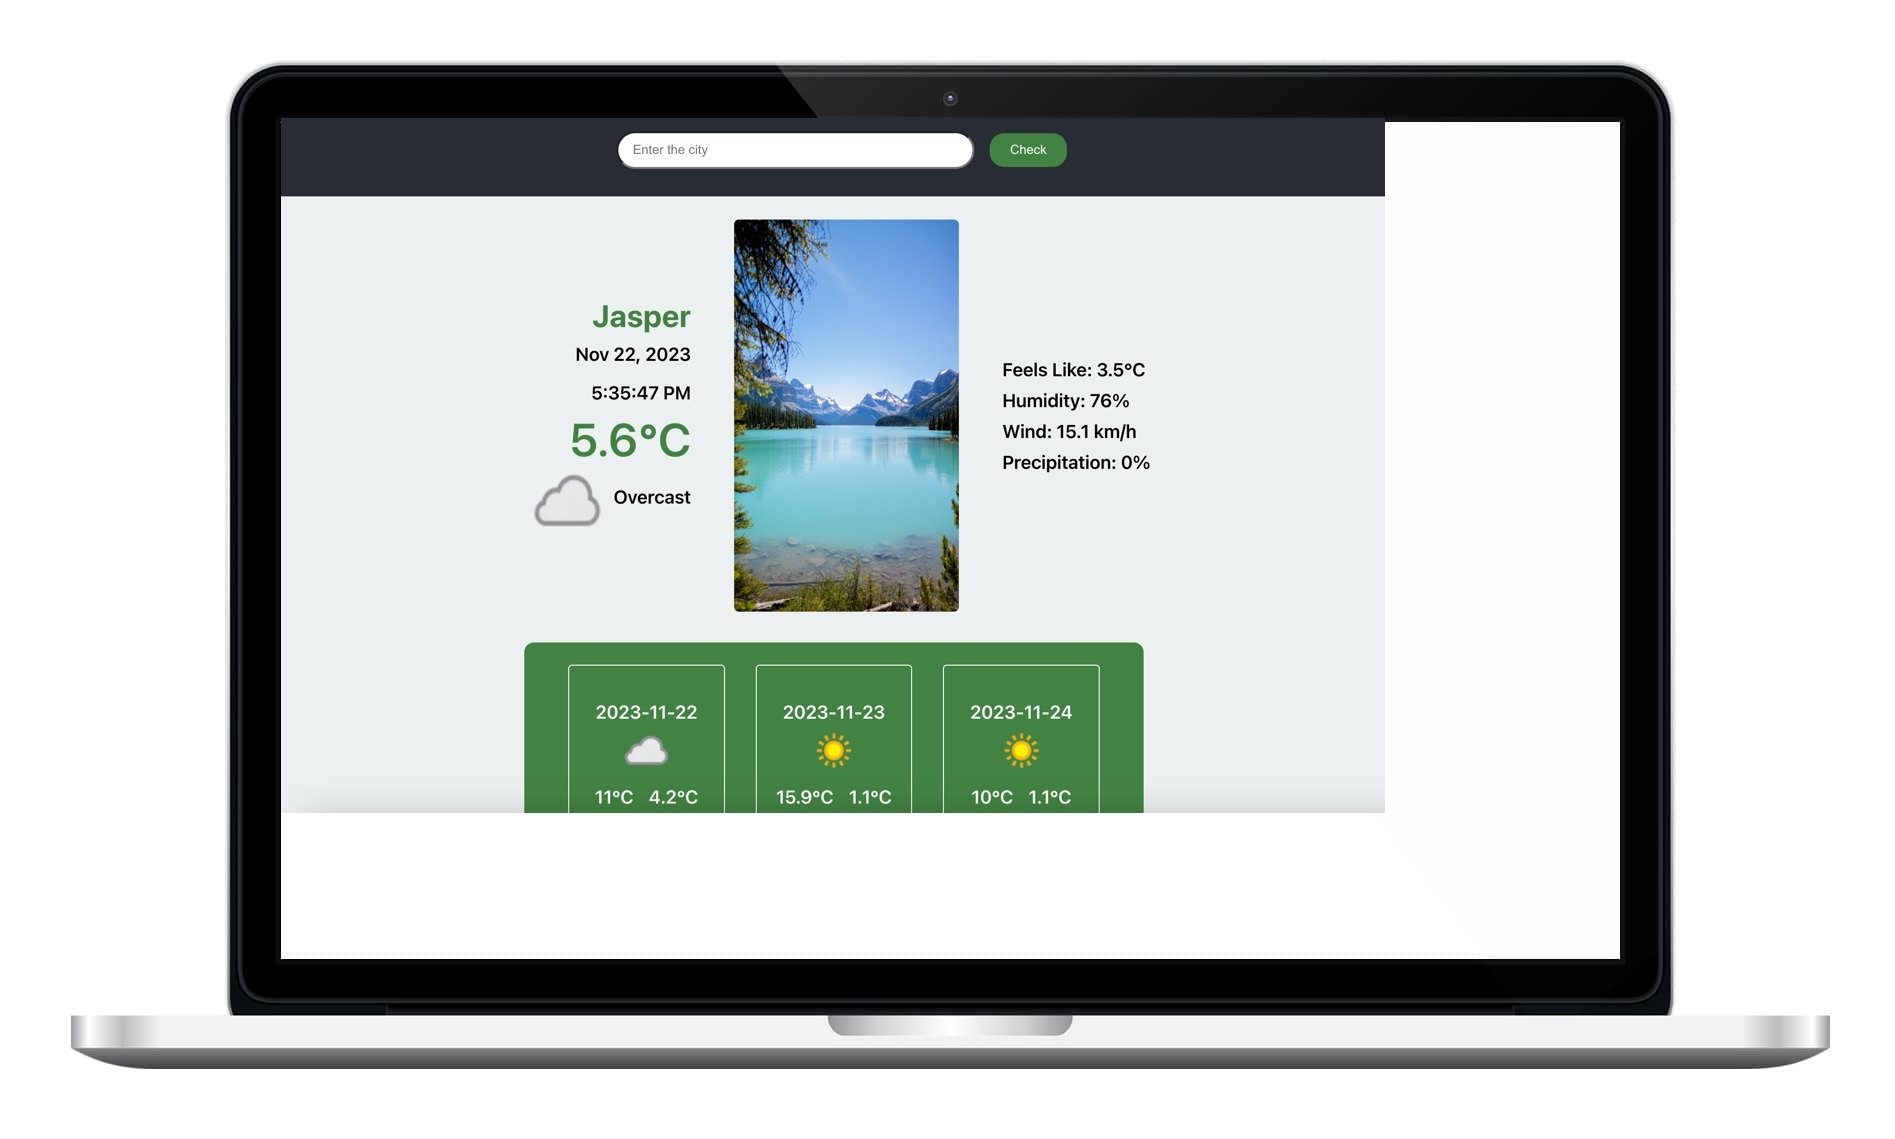 Enter the city
Check
Jasper
Nov 22, 2023
5:35:47 PM
5.6°C
Overcast
Feels Like: 3.5°C
Humidity: 76%
Wind: 15.1 km/h
Precipitation: 0%
2023-11-22
11°C 4.2°C
2023-11-23
15.9°C 1.1°C
2023-11-24
10°C 1.1°C